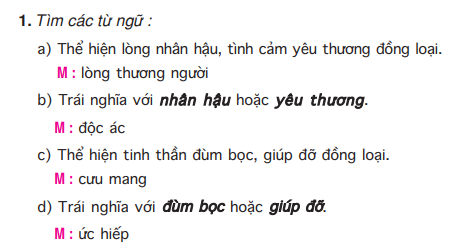 1. Tìm các từ ngữ :
a) Thể hiện lòng nhân hậu, tình cảm yêu thương đồng loại.
M : lòng thương người
b) Trái nghĩa với nhân hậu hoặc yêu thương.
M : độc ác
c) Thể hiện tinh thần đùm bọc, giúp đỡ đồng loại.
M : cưu mang
d) Trái nghĩa với đùm bọc hoặc giúp đỡ.
M : ức hiếp